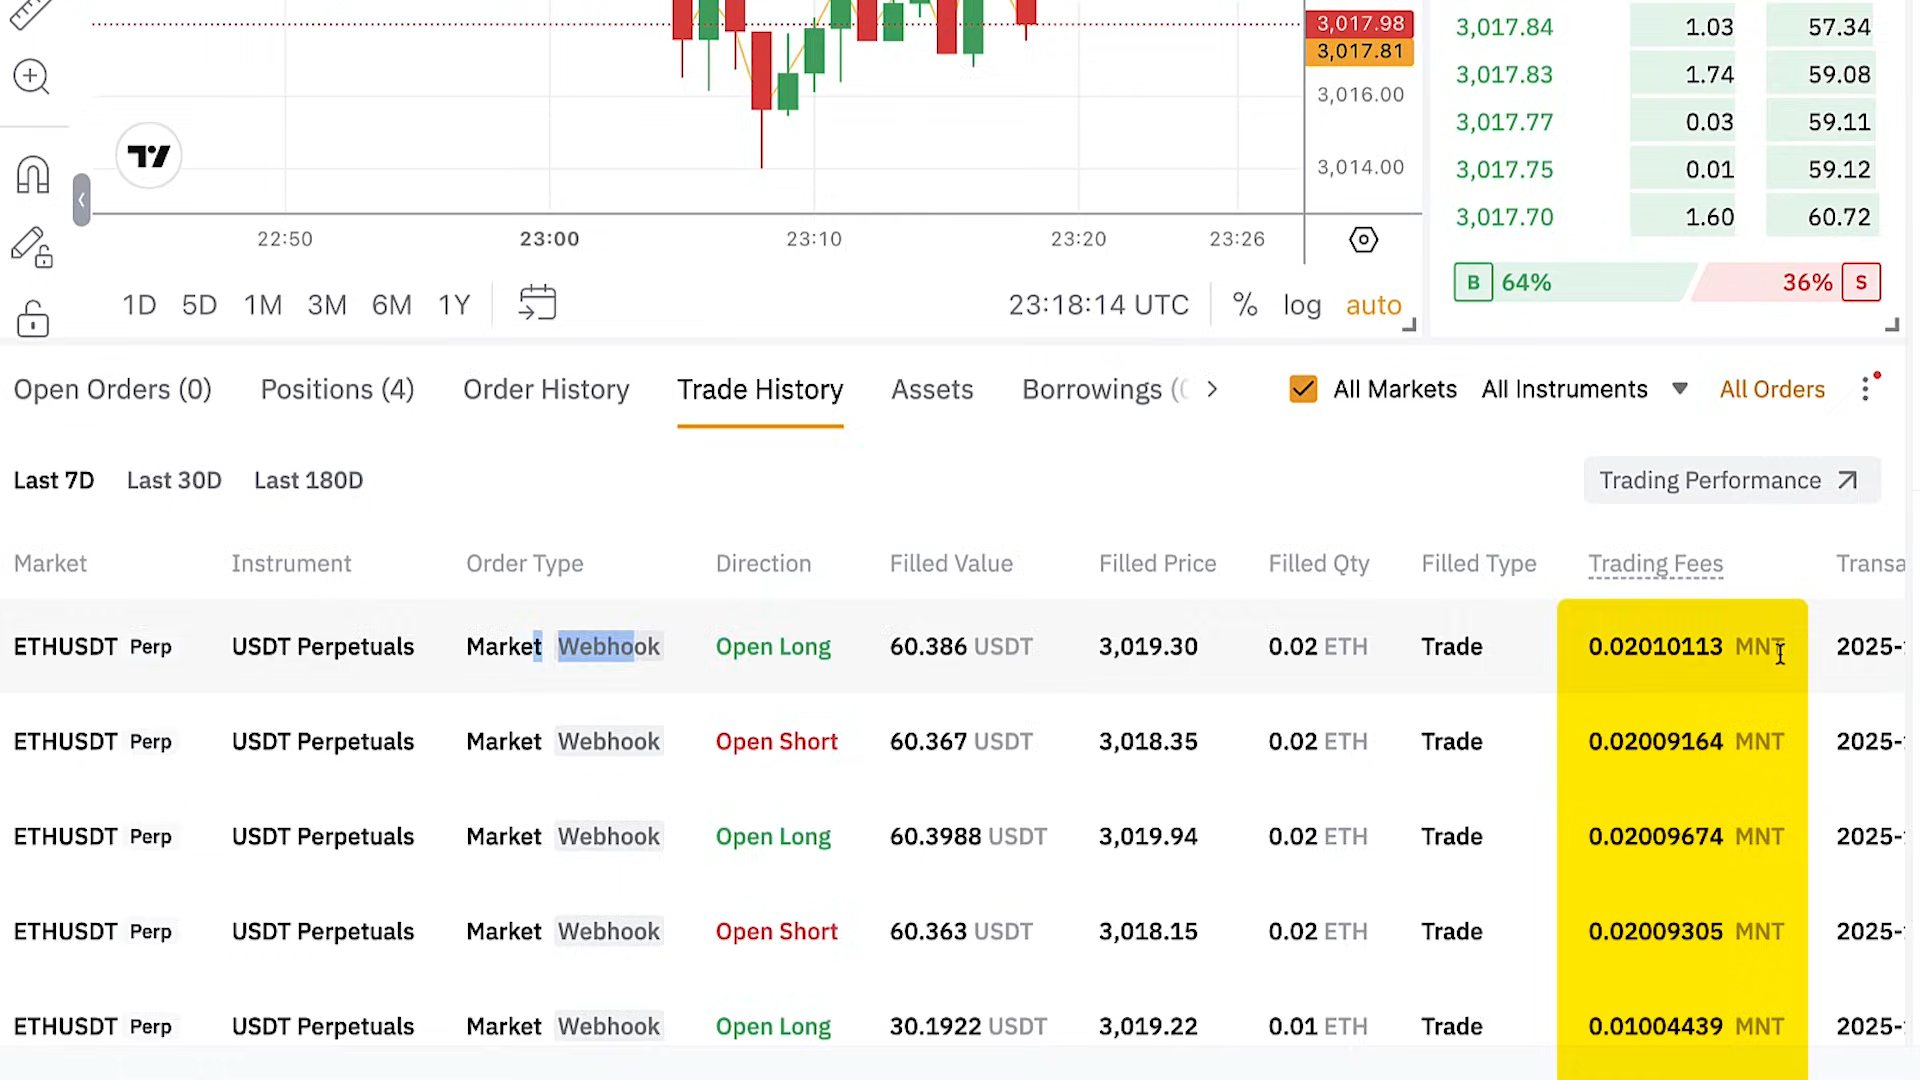 3,017.98
3,017.81
3,016.00
3,014.00
3,017.84 1.03 57.34
3,017.83 1.74 59.08
3,017.77 0.03 59.11
3,017.75 0.01 59.12
3,017.70 1.60 60.72
22:50 23:00 23:10 23:20 23:26
B 64% 36% S
1D 5D 1M 3M 6M 1Y 23:18:14 UTC % log auto
Open Orders (0) Positions (4) Order History Trade History Assets Borrowings All Markets All Instruments All Orders
Last 7D Last 30D Last 180D Trading Performance
Market Instrument Order Type Direction Filled Value Filled Price Filled Qty Filled Type Trading Fees Transa
ETHUSDT Perp USDT Perpetuals Market Webhook Open Long 60.386 USDT 3,019.30 0.02 ETH Trade 0.02010113 MNT 2025-
ETHUSDT Perp USDT Perpetuals Market Webhook Open Short 60.367 USDT 3,018.35 0.02 ETH Trade 0.02009164 MNT 2025-
ETHUSDT Perp USDT Perpetuals Market Webhook Open Long 60.3988 USDT 3,019.94 0.02 ETH Trade 0.02009674 MNT 2025-
ETHUSDT Perp USDT Perpetuals Market Webhook Open Short 60.363 USDT 3,018.15 0.02 ETH Trade 0.02009305 MNT 2025-
ETHUSDT Perp USDT Perpetuals Market Webhook Open Long 30.1922 USDT 3,019.22 0.01 ETH Trade 0.01004439 MNT 2025-